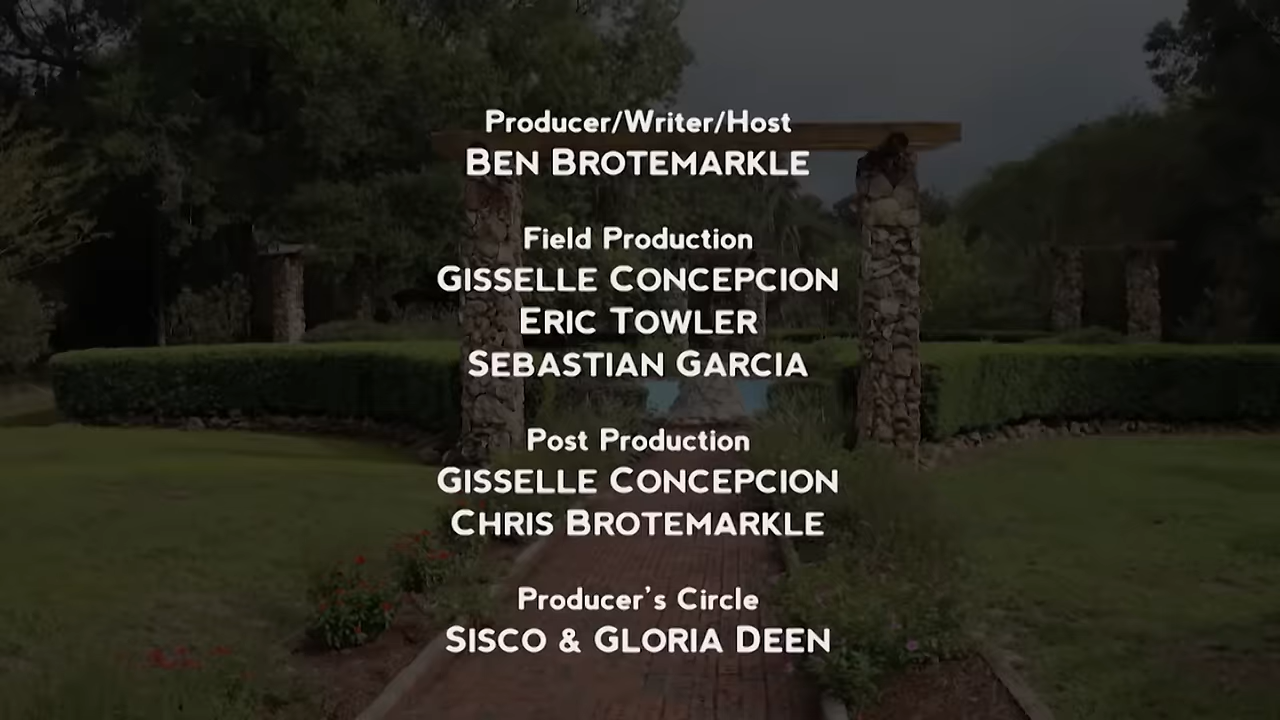 Producer/Writer/Host
BEN BROTEMARKLE
Field Production
GISSELLE CONCEPCION
ERIC TOWLER
SEBASTIAN GARCIA
Post Production
GISSELLE CONCEPCION
CHRIS BROTEMARKLE
Producer's Circle
SISCO & GLORIA DEEN